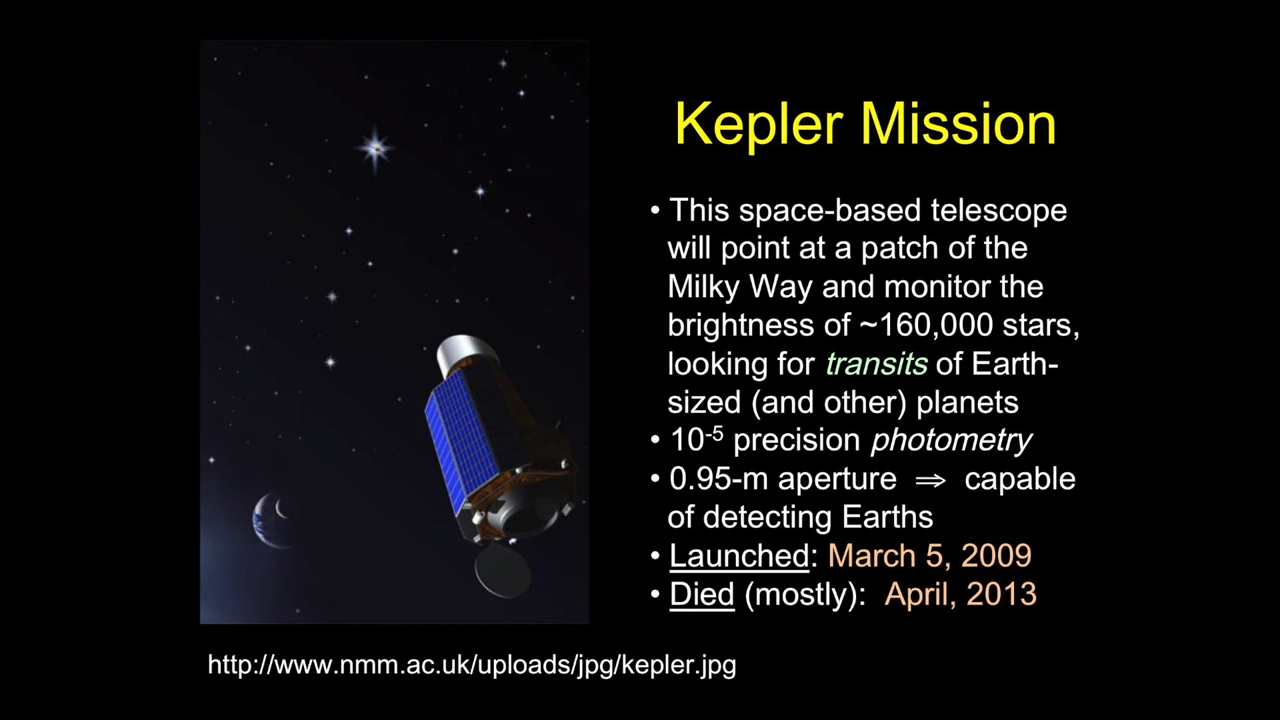 Kepler Mission
• This space-based telescope
will point at a patch of the
Milky Way and monitor the
brightness of ~160,000 stars,
looking for transits of Earth-
sized (and other) planets
• 10⁻⁵ precision photometry
• 0.95-m aperture ⇒ capable
of detecting Earths
• Launched: March 5, 2009
• Died (mostly): April, 2013
http://www.nmm.ac.uk/uploads/jpg/kepler.jpg